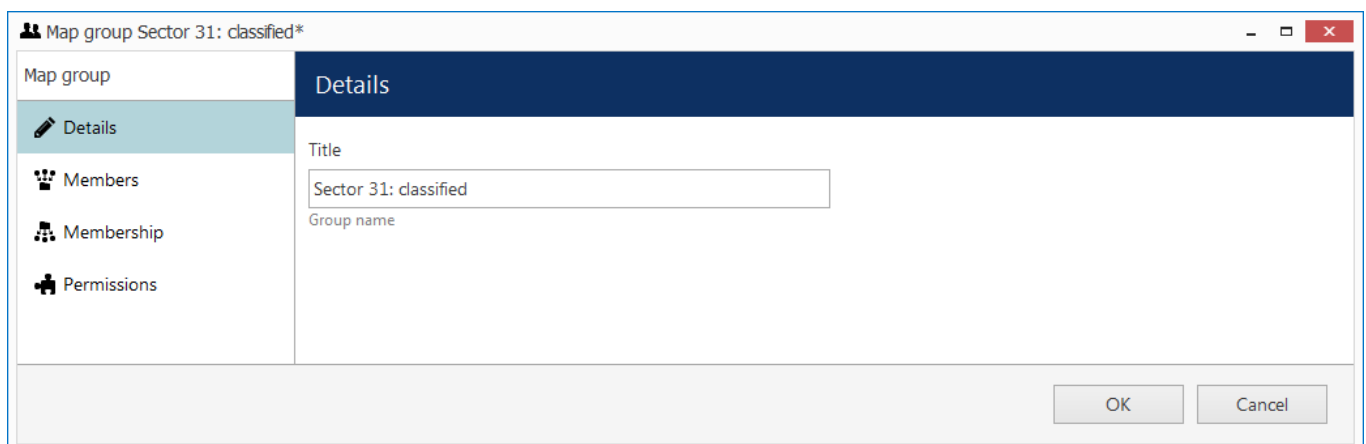 Map group Sector 31: classified*
Map group
Details
Members
Membership
Permissions
Details
Title
Sector 31: classified
Group name
OK
Cancel